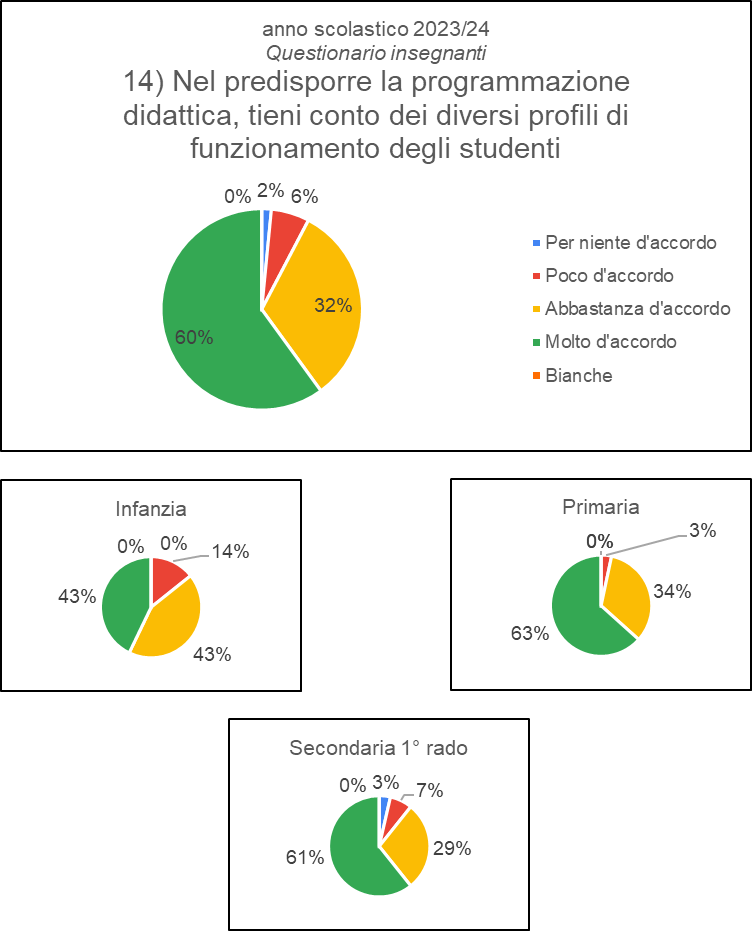 anno scolastico 2023/24
Questionario insegnanti
14) Nel predisporre la programmazione
didattica, tieni conto dei diversi profili di
funzionamento degli studenti
0% 2% 6%
32%
60%
Per niente d'accordo
Poco d'accordo
Abbastanza d'accordo
Molto d'accordo
Bianche
Infanzia
0% 0% 14%
43%
43%
Primaria
0% 3%
34%
63%
Secondaria 1° rado
0% 3% 7%
29%
61%